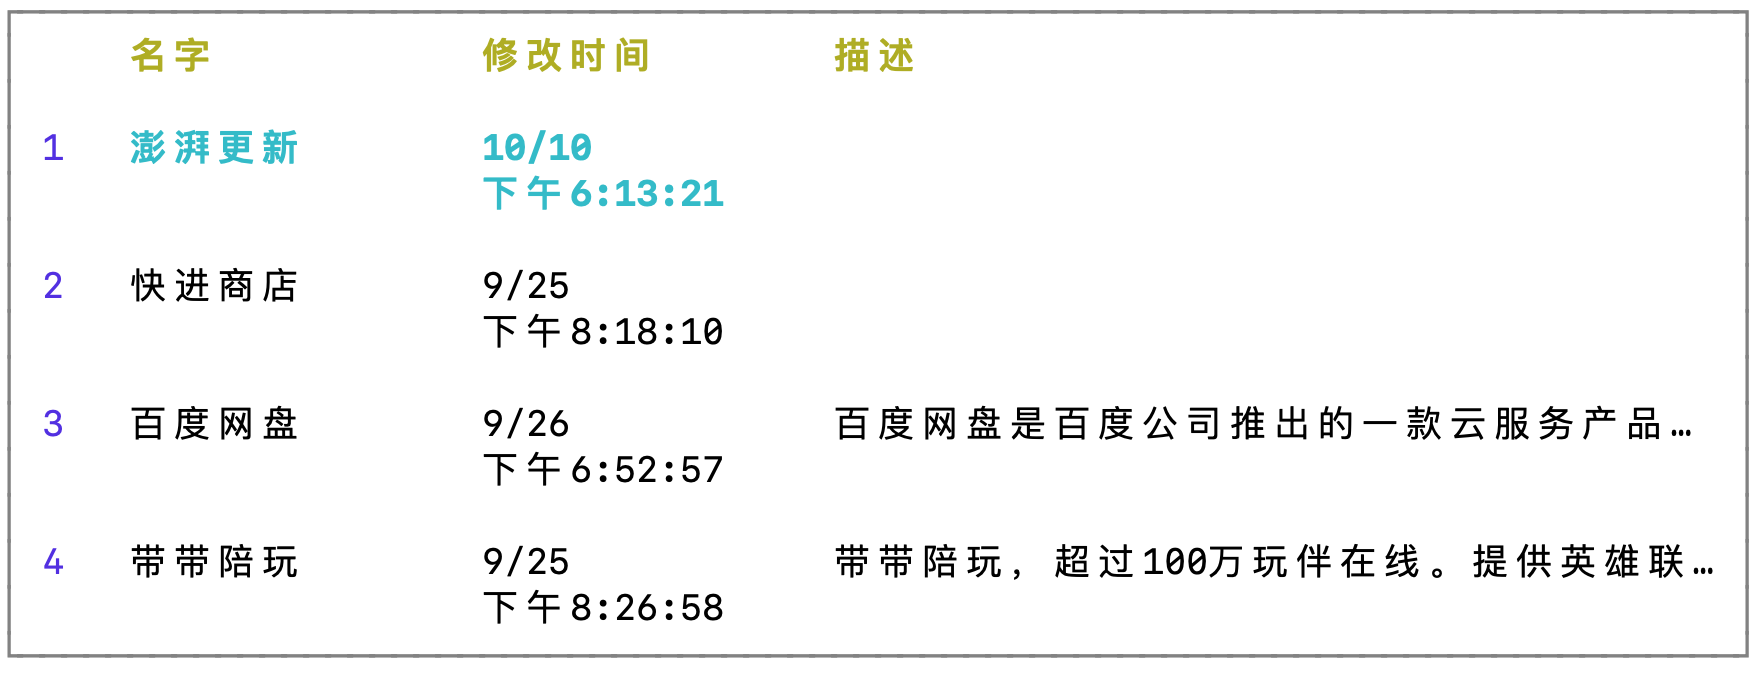 名字 修改时间 描述
1 澎湃更新 10/10
下午6:13:21
2 快进商店 9/25
下午8:18:10
3 百度网盘 9/26 百度网盘是百度公司推出的一款云服务产品…
下午6:52:57
4 带带陪玩 9/25 带带陪玩，超过100万玩伴在线。提供英雄联…
下午8:26:58